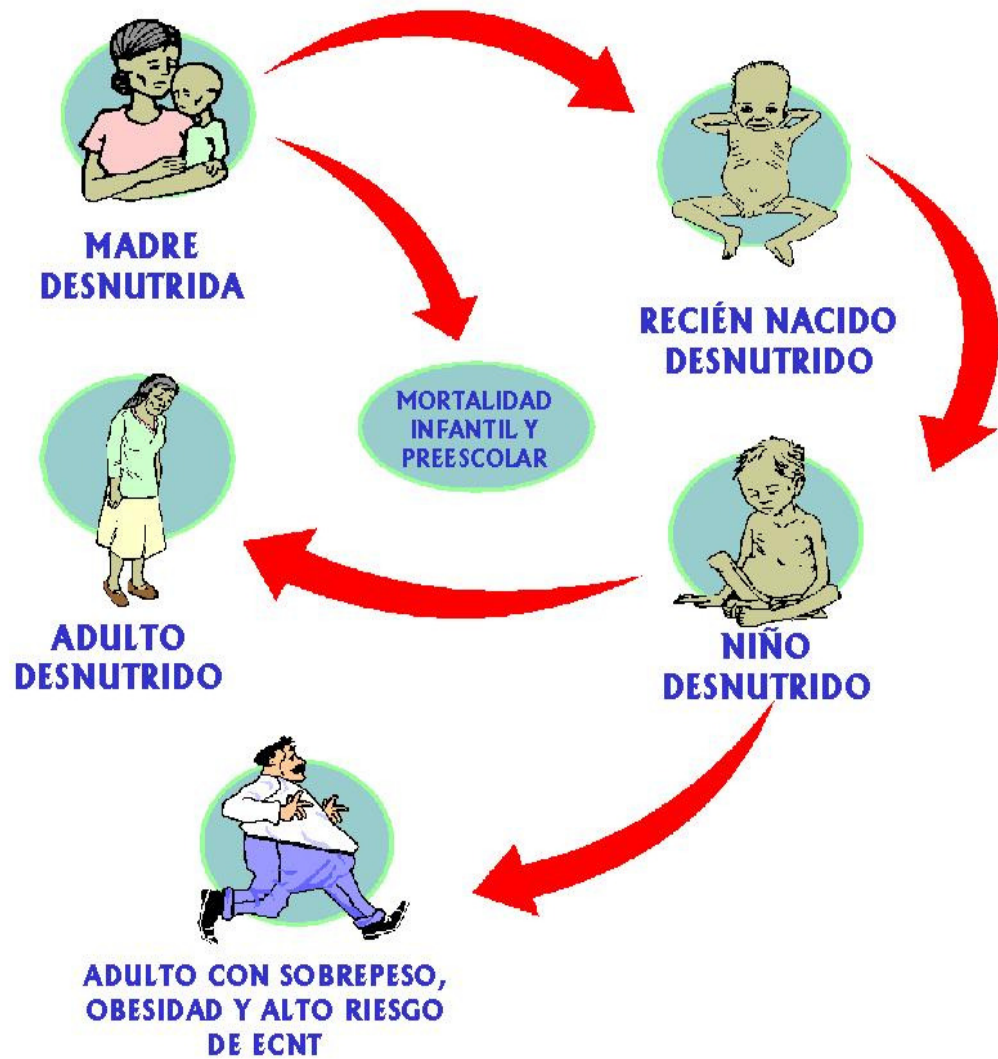 MADRE
DESNUTRIDA
RECIÉN NACIDO
DESNUTRIDO
MORTALIDAD
INFANTIL Y
PREESCOLAR
ADULTO
DESNUTRIDO
NIÑO
DESNUTRIDO
ADULTO CON SOBREPESO,
OBESIDAD Y ALTO RIESGO
DE ECNT